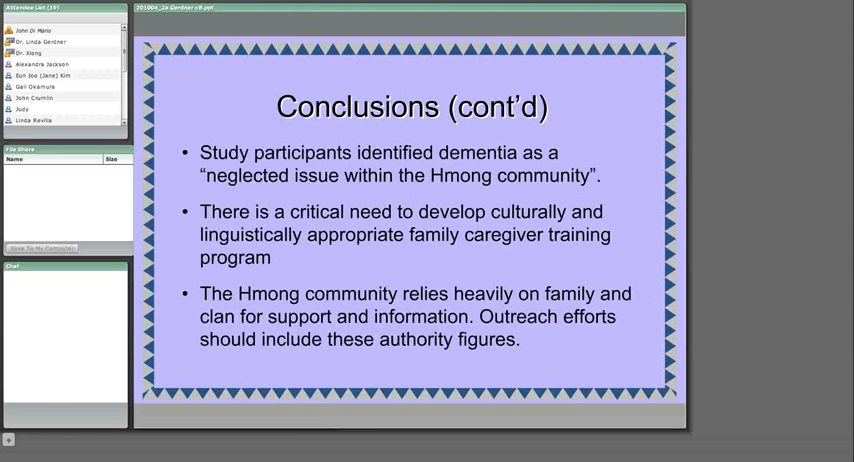 Attendee List (19)
John Di Mario
Dr. Linda Gerdner
Dr. Xiong
Alexandra Jackson
Eun Joo (Jane) Kim
Gail Okamura
John Crumlin
Judy
Linda Revilla
File Share
Name Size
Save To My Computer
Chat
201004_2a Gerdner v8.ppt
Conclusions (cont’d)
• Study participants identified dementia as a
“neglected issue within the Hmong community”.
• There is a critical need to develop culturally and
linguistically appropriate family caregiver training
program
• The Hmong community relies heavily on family and
clan for support and information. Outreach efforts
should include these authority figures.